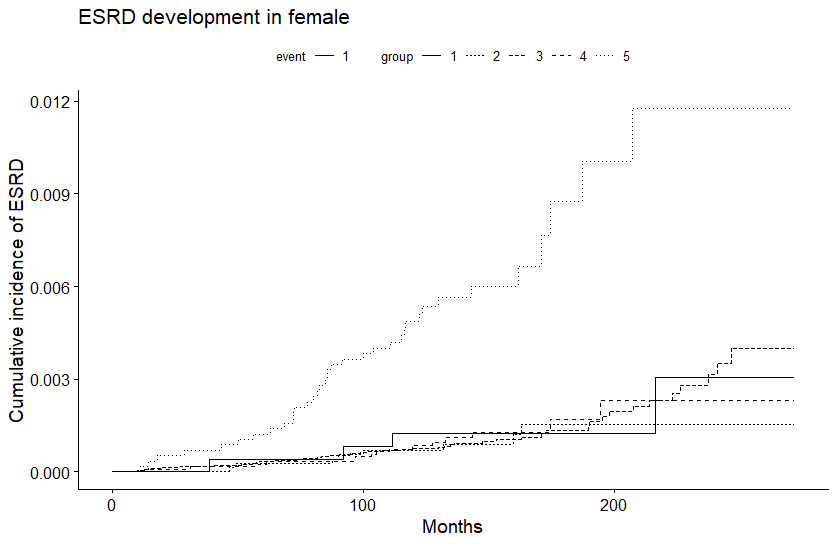 ESRD development in female
event 1 group 1 2 3 4 5
Cumulative incidence of ESRD
0.012
0.009
0.006
0.003
0.000
0 100 200
Months